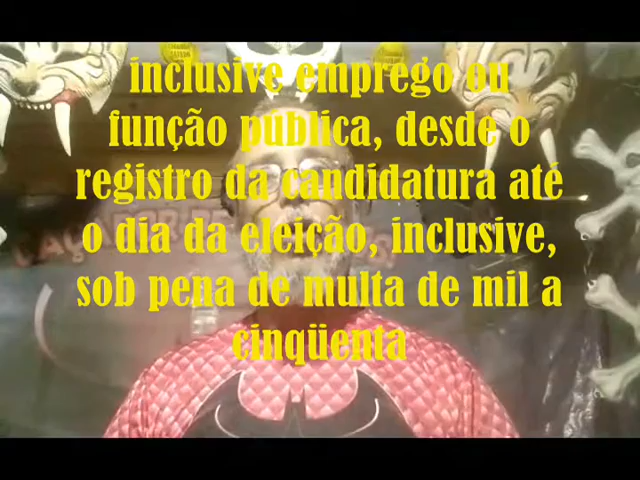 inclusive emprego ou
função pública, desde o
registro da candidatura até
o dia da eleição, inclusive,
sob pena de multa de mil a
cinqüenta